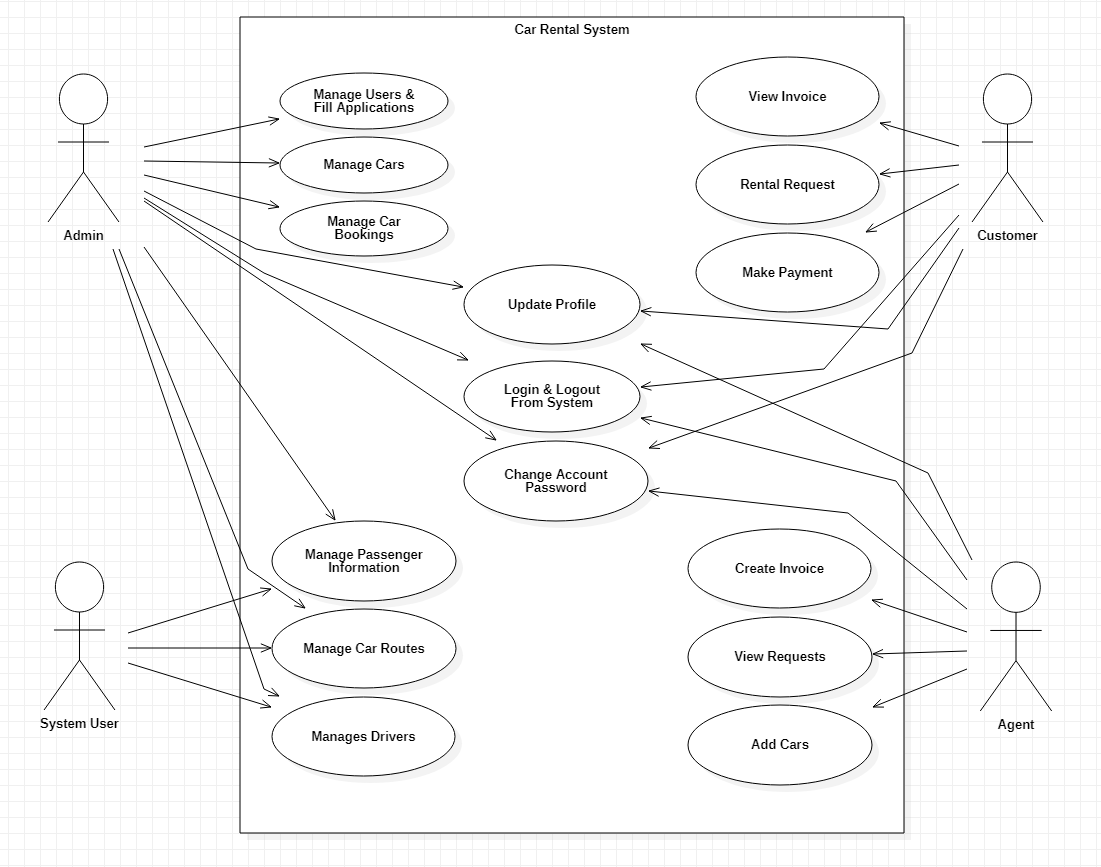 Car Rental System
Manage Users &
Fill Applications
Manage Cars
Manage Car
Bookings
View Invoice
Rental Request
Make Payment
Admin
Customer
Update Profile
Login & Logout
From System
Change Account
Password
Manage Passenger
Information
Manage Car Routes
Manages Drivers
Create Invoice
View Requests
Add Cars
System User
Agent